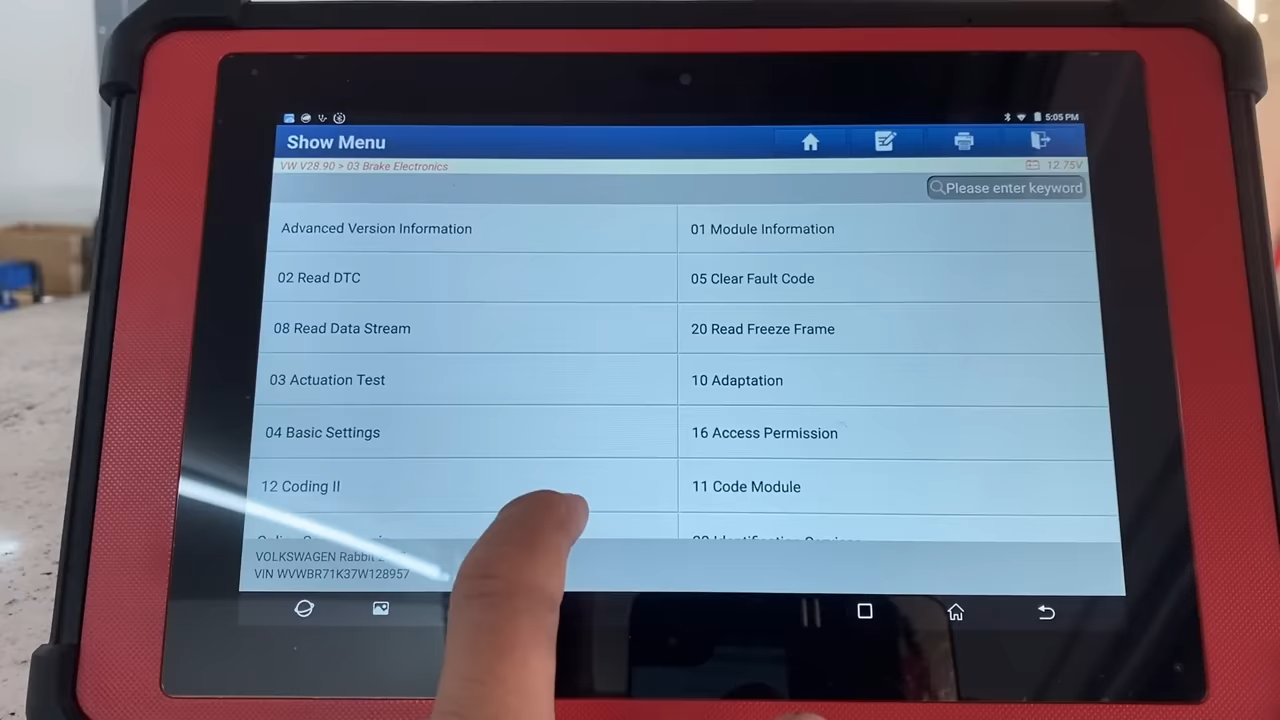 5:05 PM
Show Menu
VW V28.90 > 03 Brake Electronics
12.75V
Please enter keyword
Advanced Version Information
01 Module Information
02 Read DTC
05 Clear Fault Code
08 Read Data Stream
20 Read Freeze Frame
03 Actuation Test
10 Adaptation
04 Basic Settings
16 Access Permission
12 Coding II
11 Code Module
VOLKSWAGEN Rabbit
VIN WVWBR71K37W128957